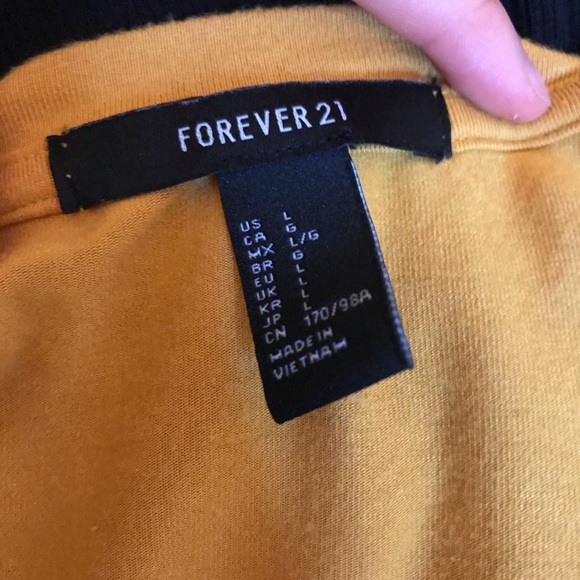 FOREVER 21
US L
CA G
MX L/G
BR G
EU L
UK L
KR L
JP L
CN 170/98A
MADE IN
VIETNAM